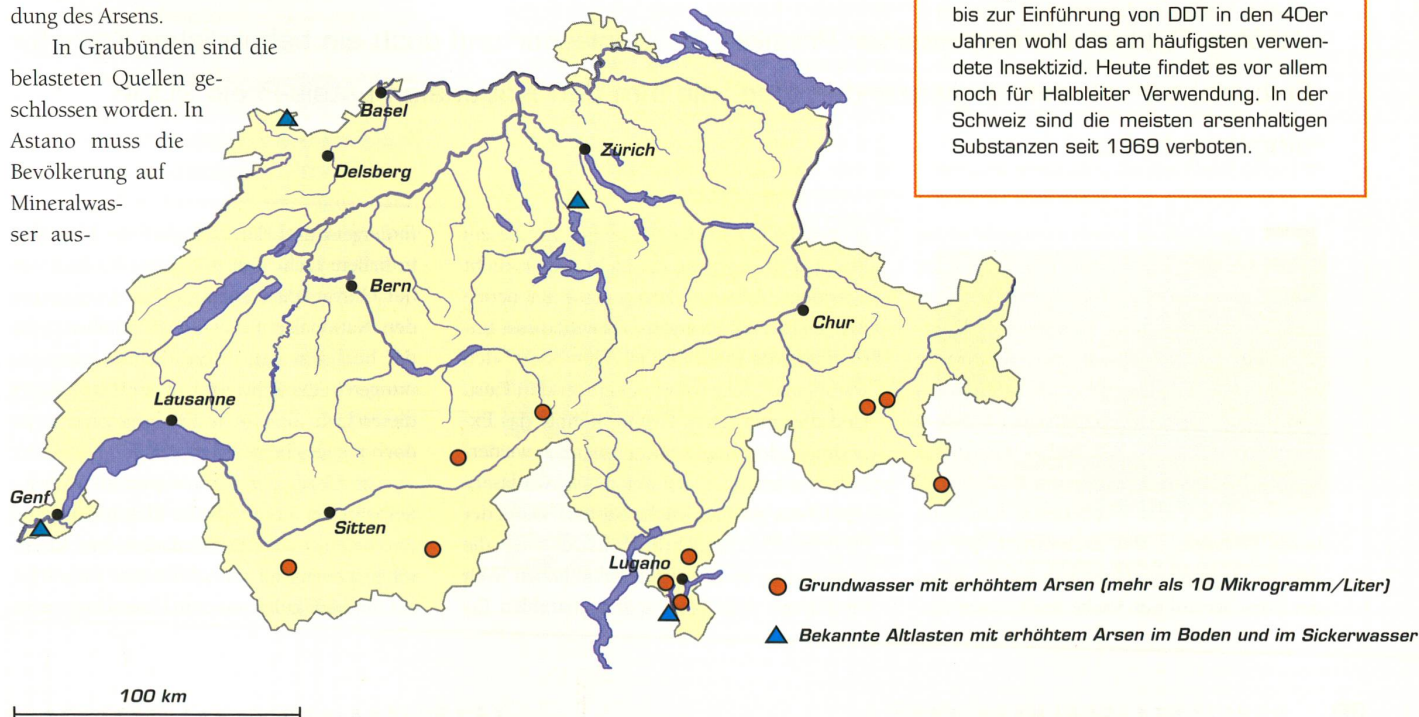 dung des Arsens.
In Graubünden sind die
belasteten Quellen ge-
schlossen worden. In
Astano muss die
Bevölkerung auf
Mineralwas-
ser aus-
bis zur Einführung von DDT in den 40er
Jahren wohl das am häufigsten verwen-
dete Insektizid. Heute findet es vor allem
noch für Halbleiter Verwendung. In der
Schweiz sind die meisten arsenhaltigen
Substanzen seit 1969 verboten.
Basel
Delsberg
Zürich
Bern
Chur
Lausanne
Genf
Sitten
Lugano
Grundwasser mit erhöhtem Arsen (mehr als 10 Mikrogramm/Liter)
Bekannte Altlasten mit erhöhtem Arsen im Boden und im Sickerwasser
100 km